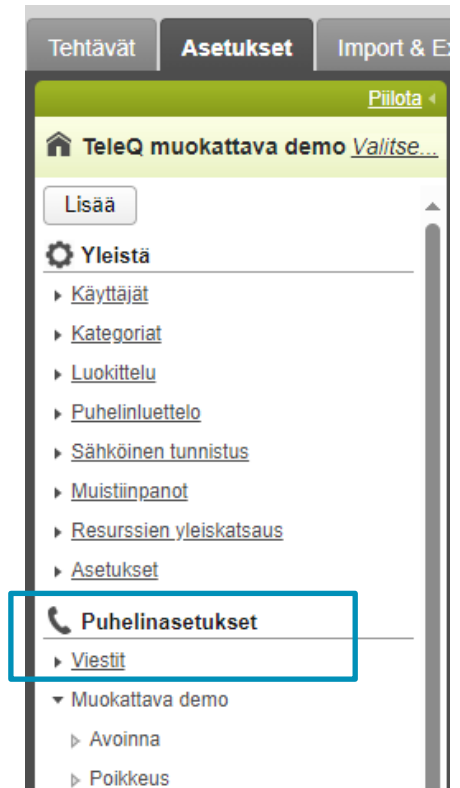 Tehtävät Asetukset Import & E
Piilota
TeleQ muokattava demo Valitse...
Lisää
Yleistä
Käyttäjät
Kategoriat
Luokittelu
Puhelinluettelo
Sähköinen tunnistus
Muistiinpanot
Resurssien yleiskatsaus
Asetukset
Puhelinasetukset
Viestit
Muokattava demo
Avoinna
Poikkeus